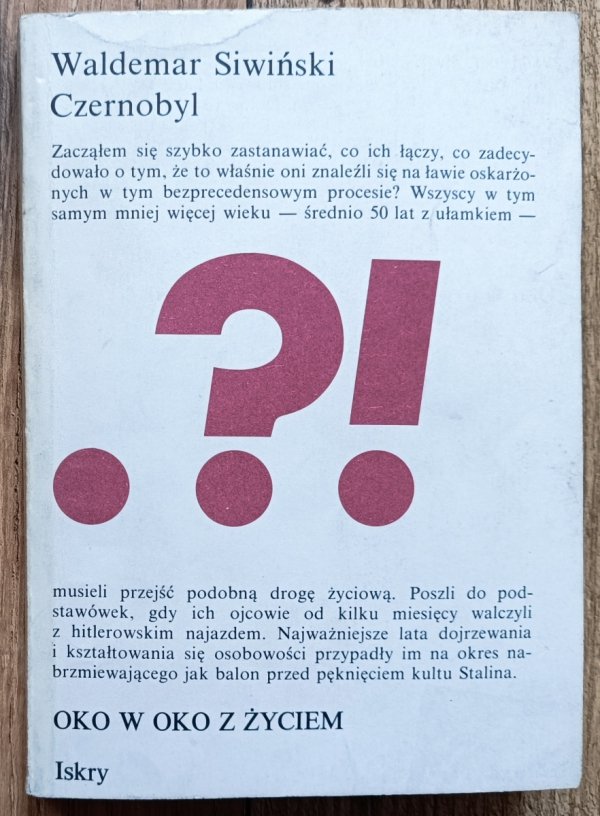 Waldemar Siwiński
Czernobyl
Zacząłem się szybko zastanawiać, co ich łączy, co zadecy-
dowało o tym, że to właśnie oni znaleźli się na ławie oskarżo-
nych w tym bezprecedensowym procesie? Wszyscy w tym
samym mniej więcej wieku — średnio 50 lat z ułamkiem —
.?!
musieli przejść podobną drogę życiową. Poszli do pod-
stawówek, gdy ich ojcowie od kilku miesięcy walczyli
z hitlerowskim najazdem. Najważniejsze lata dojrzewania
i kształtowania się osobowości przypadły im na okres na-
brzmiewającego jak balon przed pęknięciem kultu Stalina.
OKO W OKO Z ŻYCIEM
Iskry